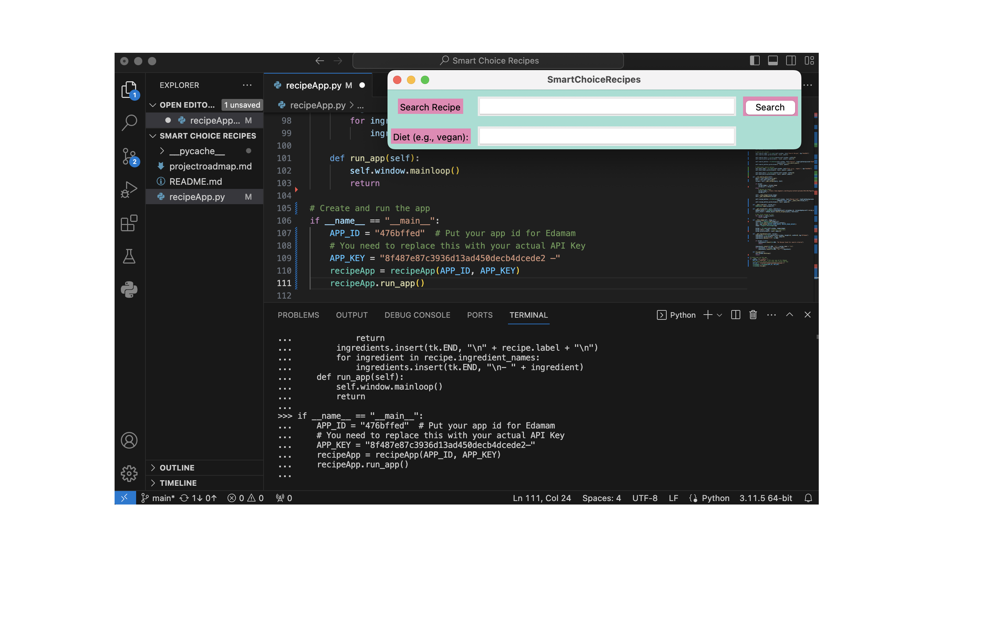 Smart Choice Recipes
EXPLORER
OPEN EDITO... 1 unsaved
recipeApp... M
SMART CHOICE RECIPES
__pycache__
projectroadmap.md
README.md
recipeApp.py M
OUTLINE
TIMELINE
1
2
recipeApp.py M
recipeApp.py > ...
SmartChoiceRecipes
Search Recipe
Search
Diet (e.g., vegan):
98 for ingr
99 ingr
100
101 def run_app(self):
102 self.window.mainloop()
103 return
104
105 # Create and run the app
106 if __name__ == "__main__":
107 APP_ID = "476bffed"  # Put your app id for Edamam
108 # You need to replace this with your actual API Key
109 APP_KEY = "8f487e87c3936d13ad450decb4dcede2 —"
110 recipeApp = recipeApp(APP_ID, APP_KEY)
111 recipeApp.run_app()
112
PROBLEMS OUTPUT DEBUG CONSOLE PORTS TERMINAL
Python
... return
... ingredients.insert(tk.END, "\n" + recipe.label + "\n")
... for ingredient in recipe.ingredient_names:
... ingredients.insert(tk.END, "\n- " + ingredient)
... def run_app(self):
... self.window.mainloop()
... return
...
>>> if __name__ == "__main__":
... APP_ID = "476bffed"  # Put your app id for Edamam
... # You need to replace this with your actual API Key
... APP_KEY = "8f487e87c3936d13ad450decb4dcede2—"
... recipeApp = recipeApp(APP_ID, APP_KEY)
... recipeApp.run_app()
...
main* 1↓ 0↑ 0 0 0 Ln 111, Col 24 Spaces: 4 UTF-8 LF Python 3.11.5 64-bit